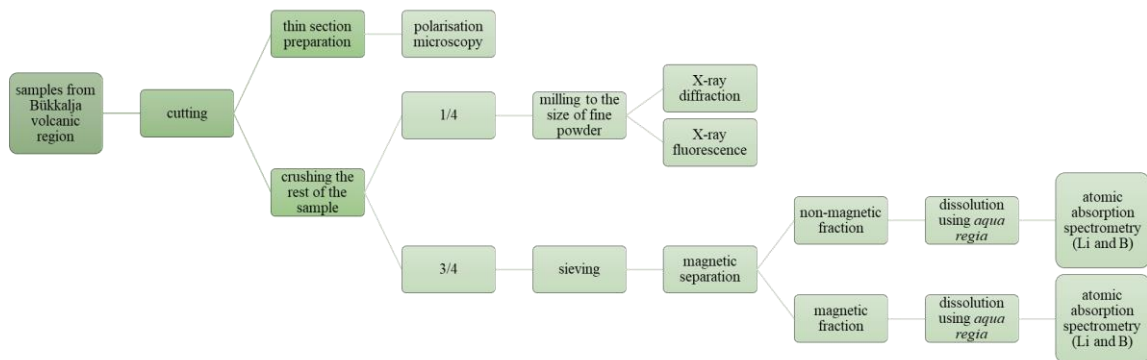 samples from
Bükkalja
volcanic
region
cutting
thin section
preparation
polarisation
microscopy
crushing the
rest of the
sample
1/4
milling to the
size of fine
powder
X-ray
diffraction
X-ray
fluorescence
3/4
sieving
magnetic
separation
non-magnetic
fraction
dissolution
using aqua
regia
atomic
absorption
spectrometry
(Li and B)
magnetic
fraction
dissolution
using aqua
regia
atomic
absorption
spectrometry
(Li and B)